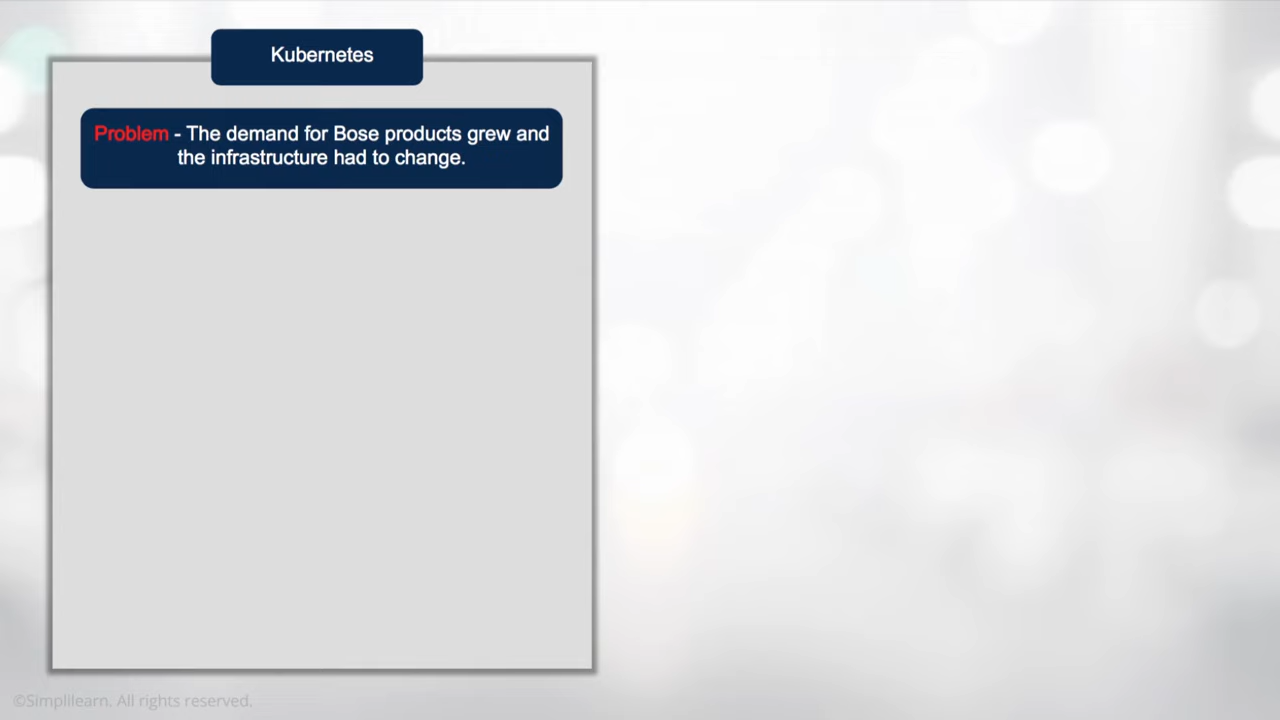 Kubernetes
Problem - The demand for Bose products grew and
the infrastructure had to change.
©Simplilearn. All rights reserved.